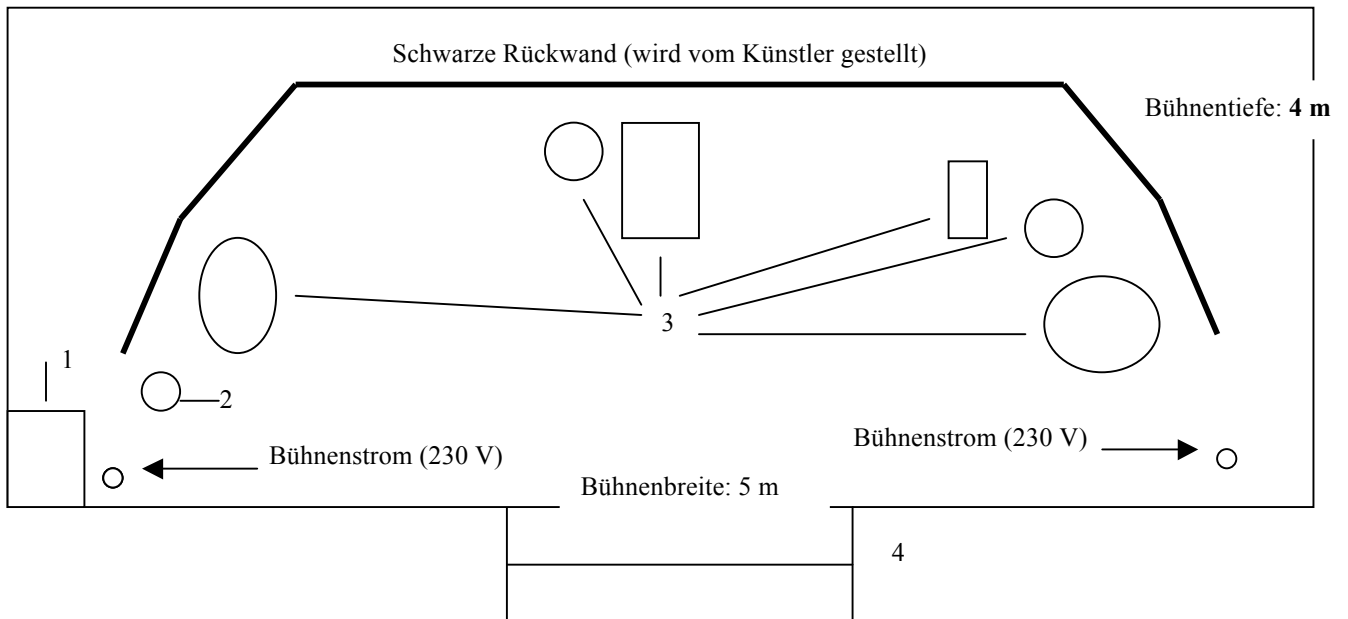 Schwarze Rückwand (wird vom Künstler gestellt)
Bühnentiefe: 4 m
3
1
2
Bühnenstrom (230 V)
Bühnenstrom (230 V)
Bühnenbreite: 5 m
4